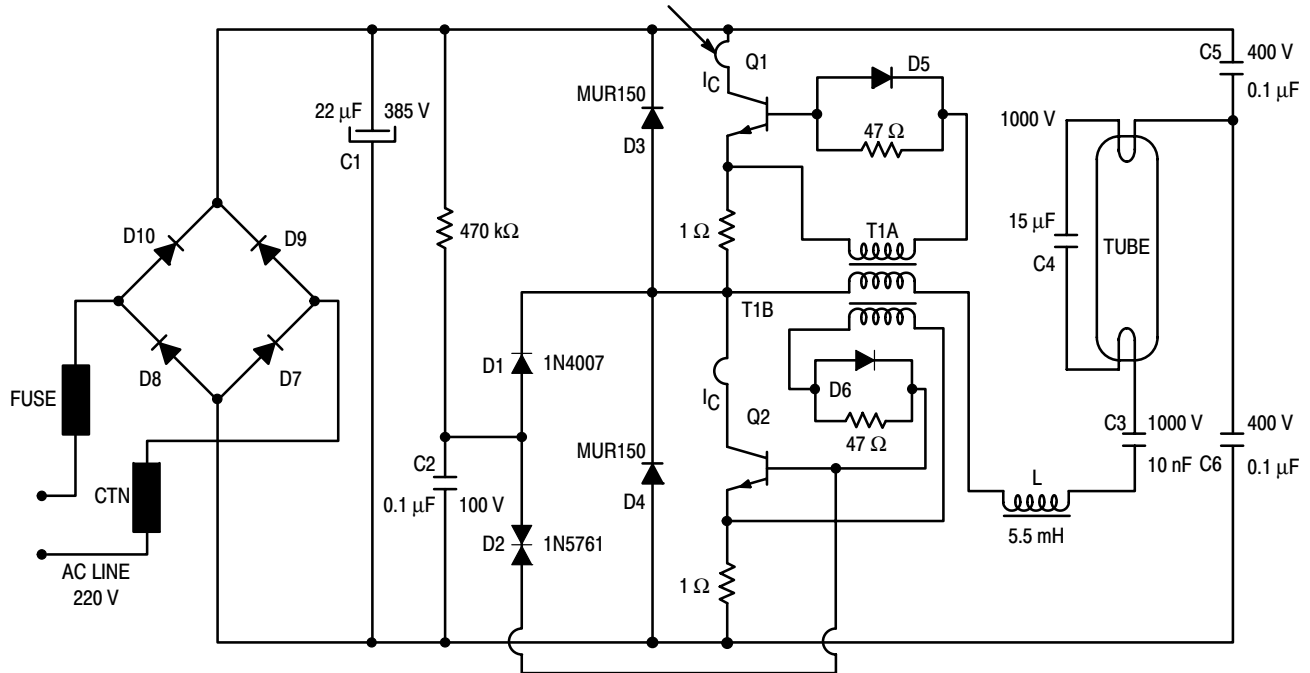 C5
400 V
0.1 µF
Q1
I_C
D5
22 µF
385 V
C1
MUR150
D3
47 Ω
1000 V
D10
D9
470 kΩ
1 Ω
T1A
15 µF
C4
TUBE
T1B
D8
D7
D1
1N4007
D6
FUSE
I_C
Q2
47 Ω
C3
1000 V
10 nF
400 V
C6
0.1 µF
MUR150
D4
C2
0.1 µF
100 V
CTN
L
5.5 mH
D2
1N5761
1 Ω
AC LINE
220 V